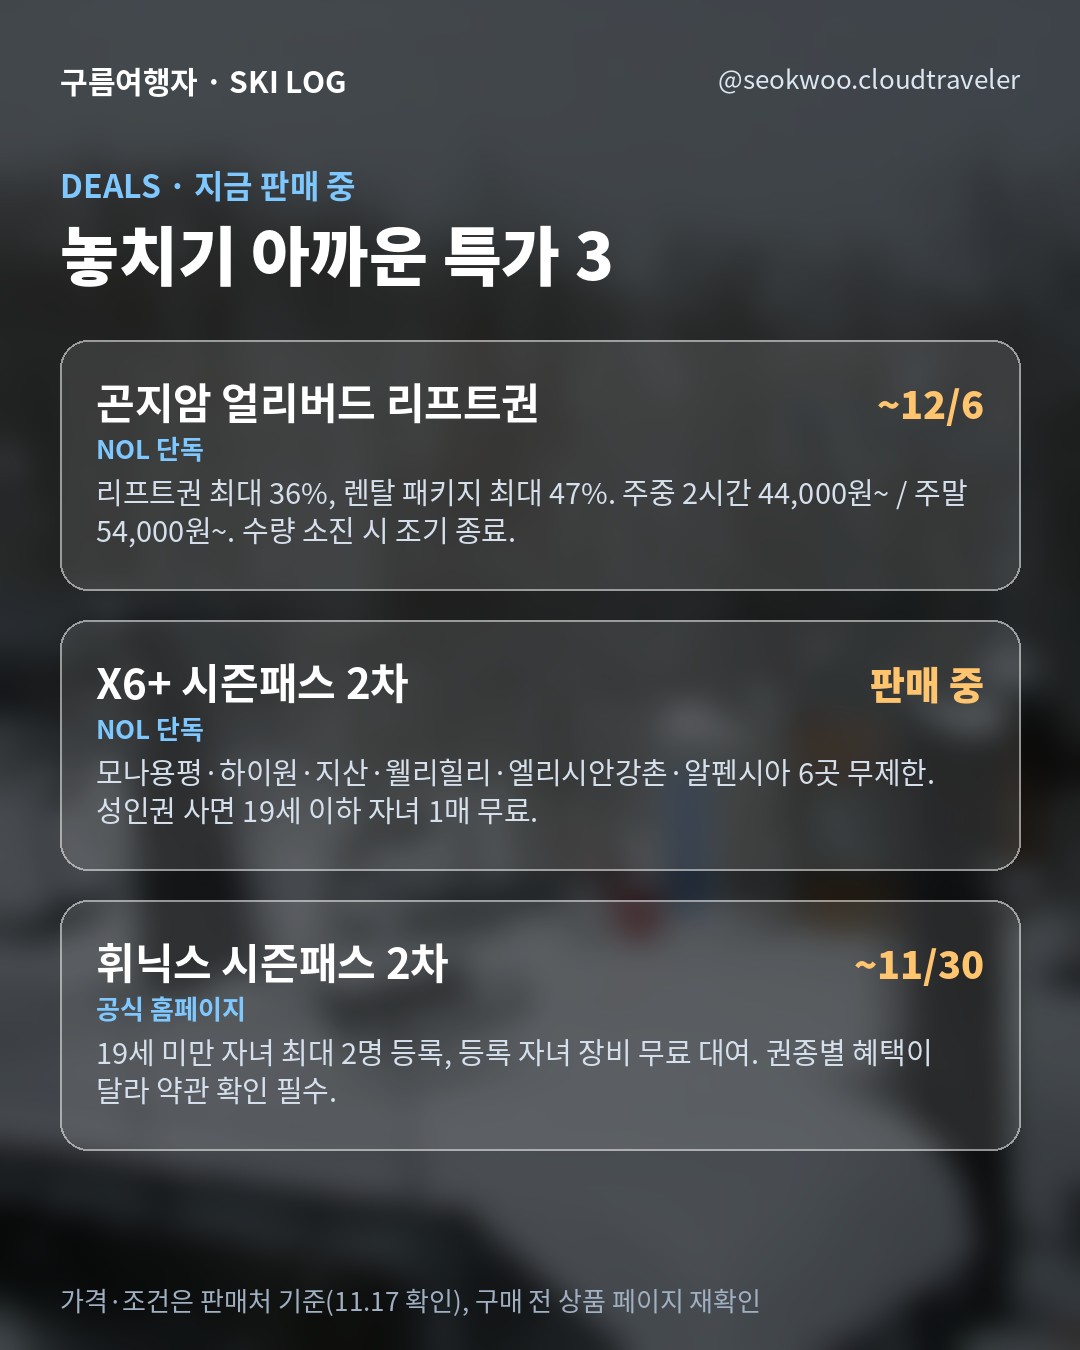 구름여행자 · SKI LOG
@seokwoo.cloudtraveler
DEALS · 지금 판매 중
놓치기 아까운 특가 3
곤지암 얼리버드 리프트권
~12/6
NOL 단독
리프트권 최대 36%, 렌탈 패키지 최대 47%. 주중 2시간 44,000원~ / 주말
54,000원~. 수량 소진 시 조기 종료.
X6+ 시즌패스 2차
판매 중
NOL 단독
모나용평·하이원·지산·웰리힐리·엘리시안강촌·알펜시아 6곳 무제한.
성인권 사면 19세 이하 자녀 1매 무료.
휘닉스 시즌패스 2차
~11/30
공식 홈페이지
19세 미만 자녀 최대 2명 등록, 등록 자녀 장비 무료 대여. 권종별 혜택이
달라 약관 확인 필수.
가격·조건은 판매처 기준(11.17 확인), 구매 전 상품 페이지 재확인